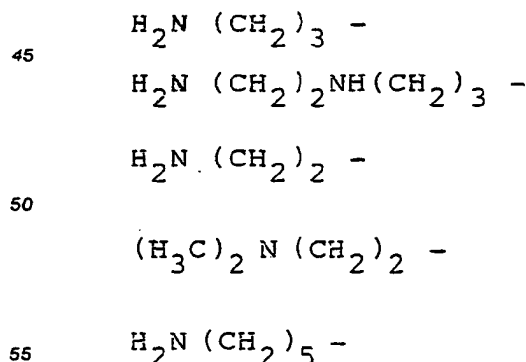 H₂N (CH₂)₃ -
45
H₂N (CH₂)₂NH(CH₂)₃ -
H₂N (CH₂)₂ -
50
(H₃C)₂ N (CH₂)₂ -
55 H₂N (CH₂)₅ -